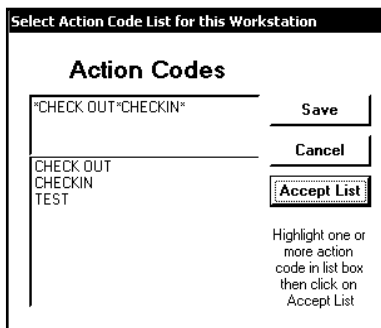 Select Action Code List for this Workstation
Action Codes
*CHECK OUT*CHECKIN*
Save
Cancel
CHECK OUT
CHECKIN
TEST
Accept List
Highlight one or
more action
code in list box
then click on
Accept List